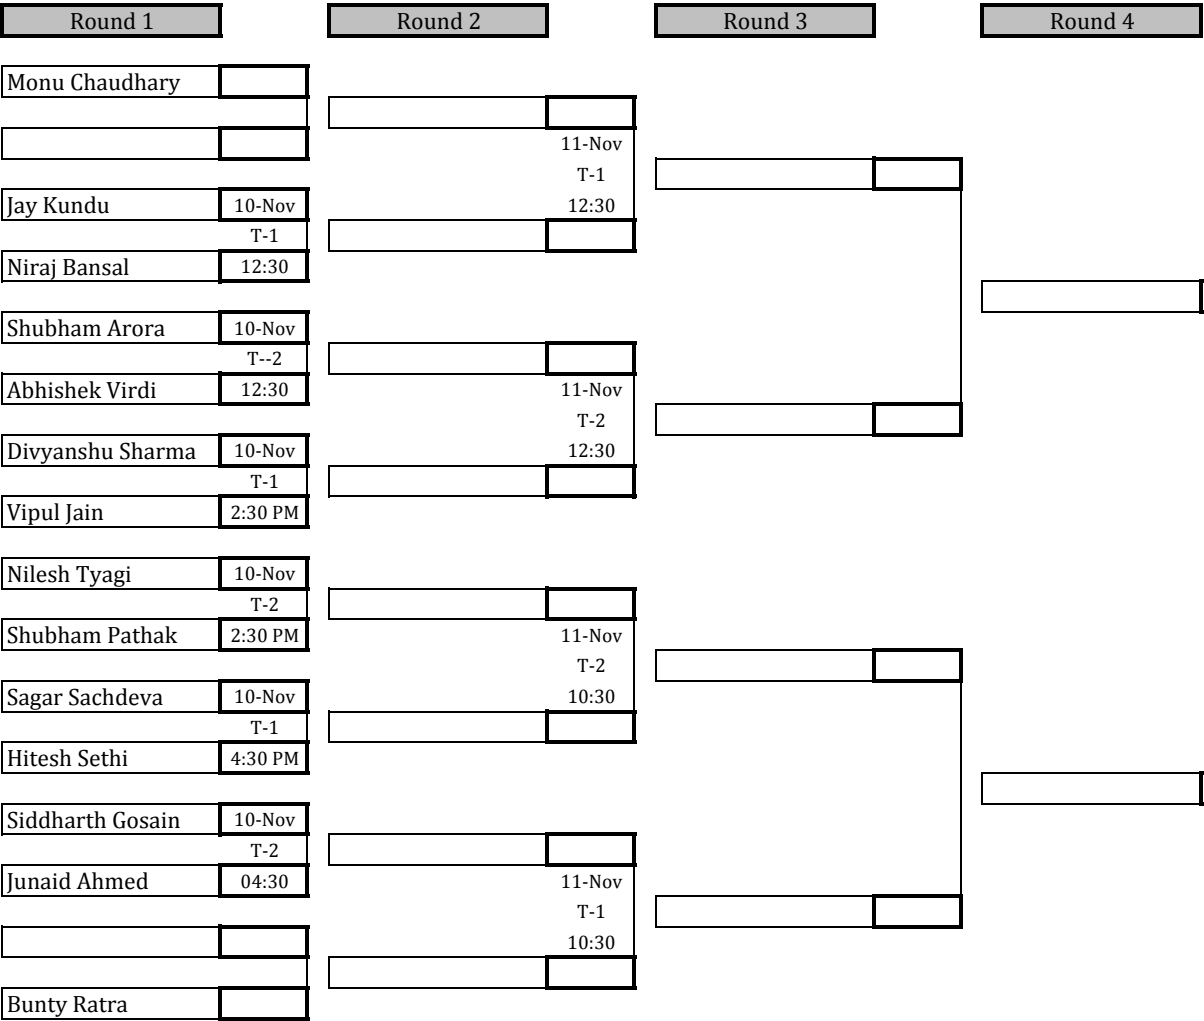 Round 1 Round 2 Round 3 Round 4
Monu Chaudhary
11-Nov
T-1
Jay Kundu 10-Nov 12:30
T-1
Niraj Bansal 12:30
Shubham Arora 10-Nov
T--2
Abhishek Virdi 12:30 11-Nov
T-2
Divyanshu Sharma 10-Nov 12:30
T-1
Vipul Jain 2:30 PM
Nilesh Tyagi 10-Nov
T-2
Shubham Pathak 2:30 PM 11-Nov
T-2
Sagar Sachdeva 10-Nov 10:30
T-1
Hitesh Sethi 4:30 PM
Siddharth Gosain 10-Nov
T-2
Junaid Ahmed 04:30 11-Nov
T-1
10:30
Bunty Ratra